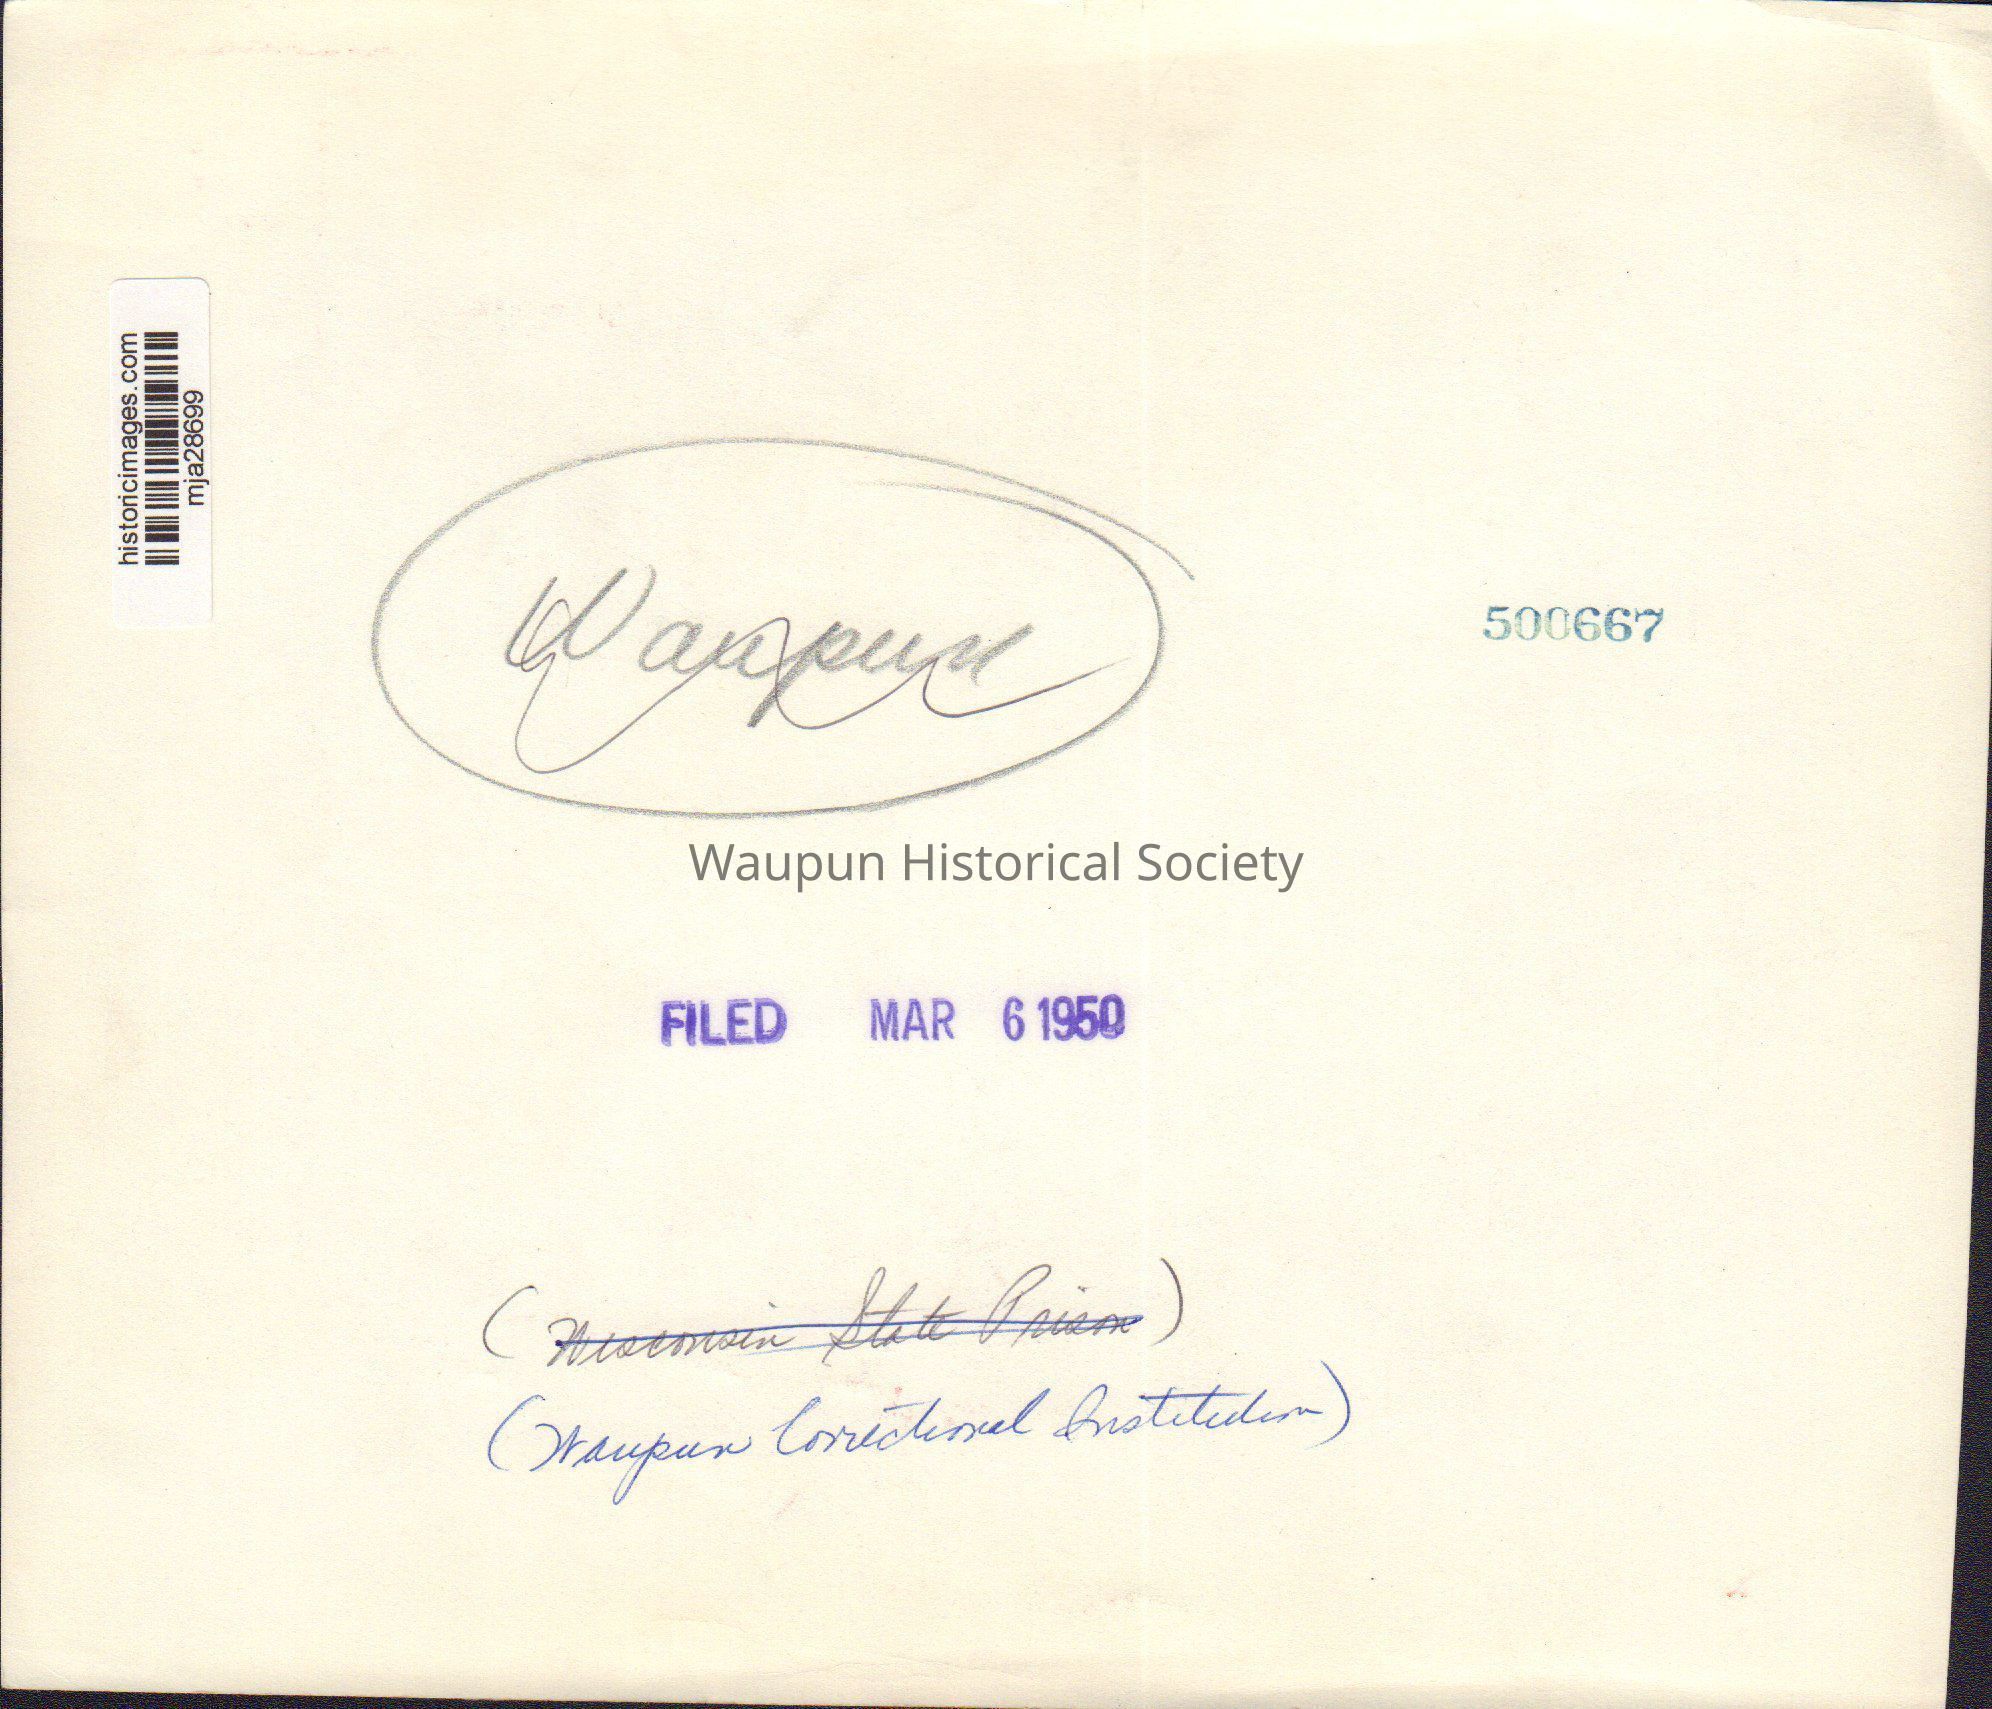 historicimages.com
mja28699
Waupun
500667
Waupun Historical Society
FILED MAR 6 1950
(Wisconsin State Prison)
(Waupun Correctional Institution)